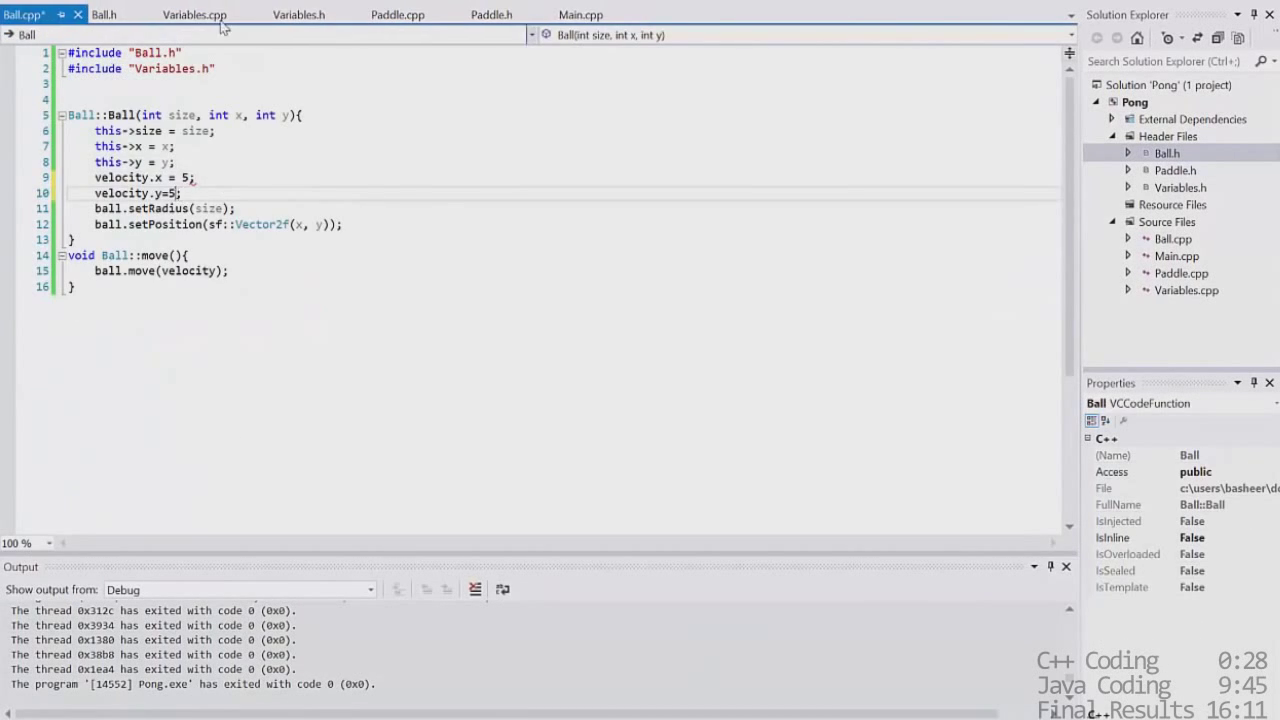 Ball.cpp*
Ball.h
Variables.cpp
Variables.h
Paddle.cpp
Paddle.h
Main.cpp
Ball
Ball(int size, int x, int y)
1 #include "Ball.h"
2 #include "Variables.h"
3
4
5 Ball::Ball(int size, int x, int y){
6 this->size = size;
7 this->x = x;
8 this->y = y;
9 velocity.x = 5;
10 velocity.y=5;
11 ball.setRadius(size);
12 ball.setPosition(sf::Vector2f(x, y));
13 }
14 void Ball::move(){
15 ball.move(velocity);
16 }
100 %
Output
Show output from: Debug
The thread 0x312c has exited with code 0 (0x0).
The thread 0x3934 has exited with code 0 (0x0).
The thread 0x1380 has exited with code 0 (0x0).
The thread 0x38b8 has exited with code 0 (0x0).
The thread 0x1ea4 has exited with code 0 (0x0).
The program '[14552] Pong.exe' has exited with code 0 (0x0).
Solution Explorer
Search Solution Explorer (Ctrl+;)
Solution 'Pong' (1 project)
Pong
External Dependencies
Header Files
Ball.h
Paddle.h
Variables.h
Resource Files
Source Files
Ball.cpp
Main.cpp
Paddle.cpp
Variables.cpp
Properties
Ball VCCodeFunction
C++
(Name) Ball
Access public
File c:\users\basheer\do
FullName Ball::Ball
IsInjected False
IsInline False
IsOverloaded False
IsSealed False
IsTemplate False
C++ Coding 0:28
Java Coding 9:45
Final Results 16:11
C++